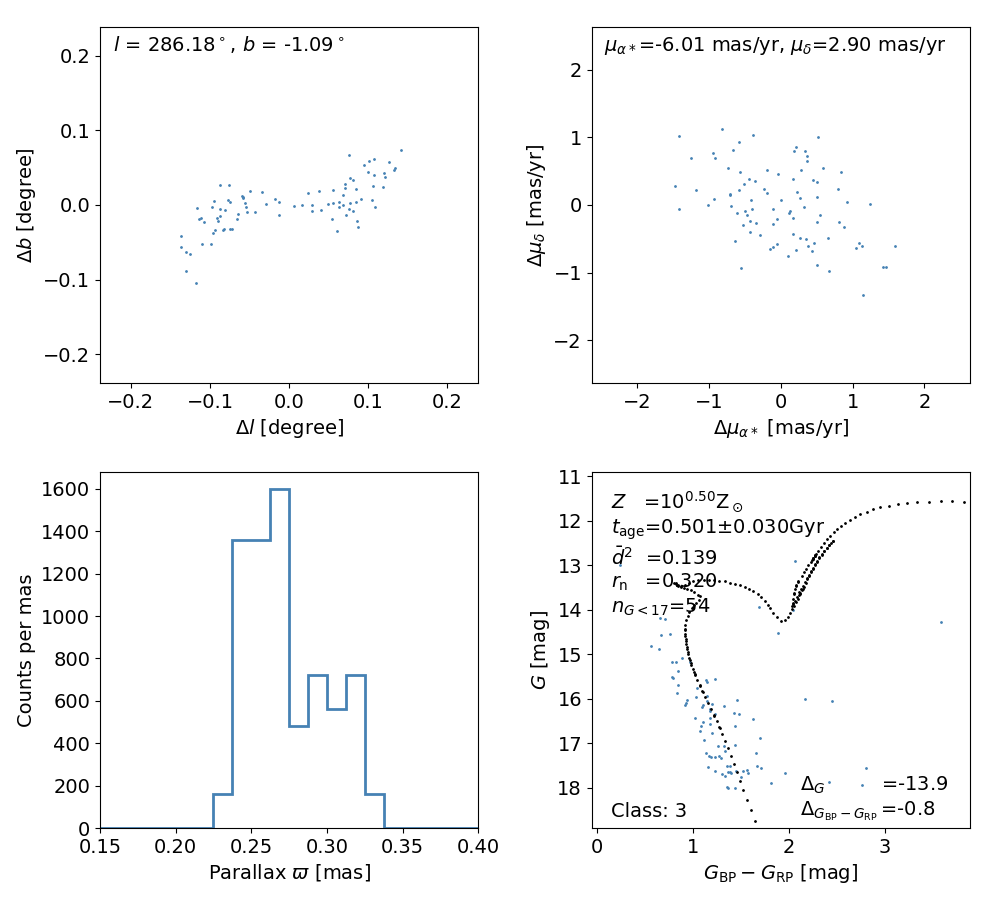 l = 286.18°, b = -1.09°
0.2
0.1
0.0
−0.1
−0.2
Δb [degree]
−0.2 −0.1 0.0 0.1 0.2
Δl [degree]
μα*=-6.01 mas/yr, μδ=2.90 mas/yr
2
1
0
−1
−2
Δμδ [mas/yr]
−2 −1 0 1 2
Δμα* [mas/yr]
1600
1400
1200
1000
800
600
400
200
0
Counts per mas
0.15 0.20 0.25 0.30 0.35 0.40
Parallax ϖ [mas]
11
12
13
14
15
16
17
18
G [mag]
Z =10^0.50 Z⊙
t_age=0.501±0.030Gyr
d̄² =0.139
r_n =0.320
n_G<17=54
Δ_G =-13.9
Class: 3
Δ_GBP−GRP=-0.8
0 1 2 3
G_BP − G_RP [mag]